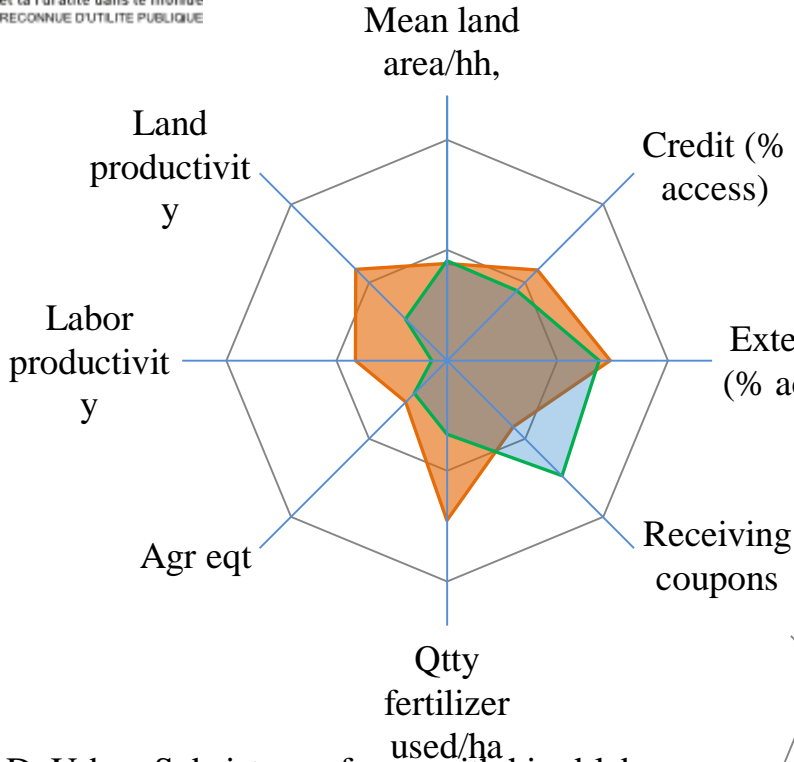 RECONNUE D'UTILITE PUBLIQUE
Mean land
area/hh,
Land
productivit
y
Credit (%
access)
Labor
productivit
y
Exte
(% a
Agr eqt
Receiving
coupons
Qtty
fertilizer
used/ha